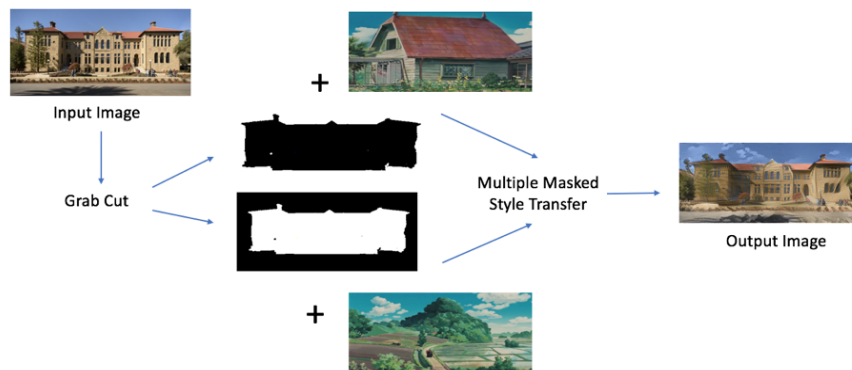 +
Input Image
Grab Cut
Multiple Masked
Style Transfer
Output Image
+